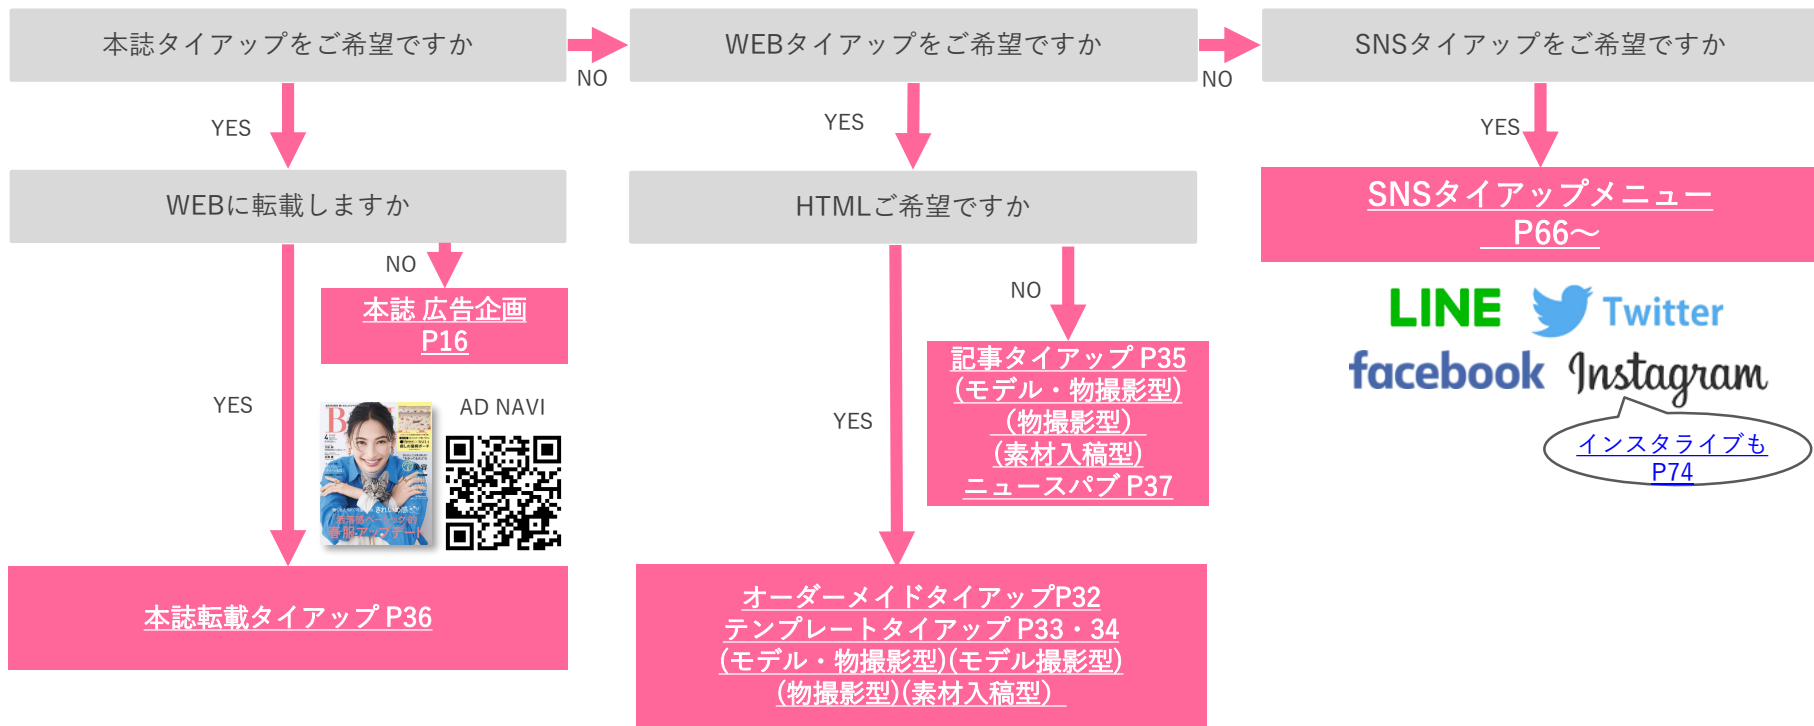 本誌タイアップをご希望ですか
NO
WEBタイアップをご希望ですか
NO
SNSタイアップをご希望ですか
YES
YES
YES
WEBに転載しますか
HTMLご希望ですか
SNSタイアップメニュー
P66～
NO
本誌 広告企画
P16
NO
記事タイアップ P35
(モデル・物撮影型)
（物撮影型）
(素材入稿型)
ニュースパブ P37
LINE
Twitter
facebook
Instagram
インスタライブも
P74
YES
AD NAVI
YES
春服アップデート
本誌転載タイアップ P36
オーダーメイドタイアップP32
テンプレートタイアップ P33・34
(モデル・物撮影型)(モデル撮影型)
(物撮影型)(素材入稿型）